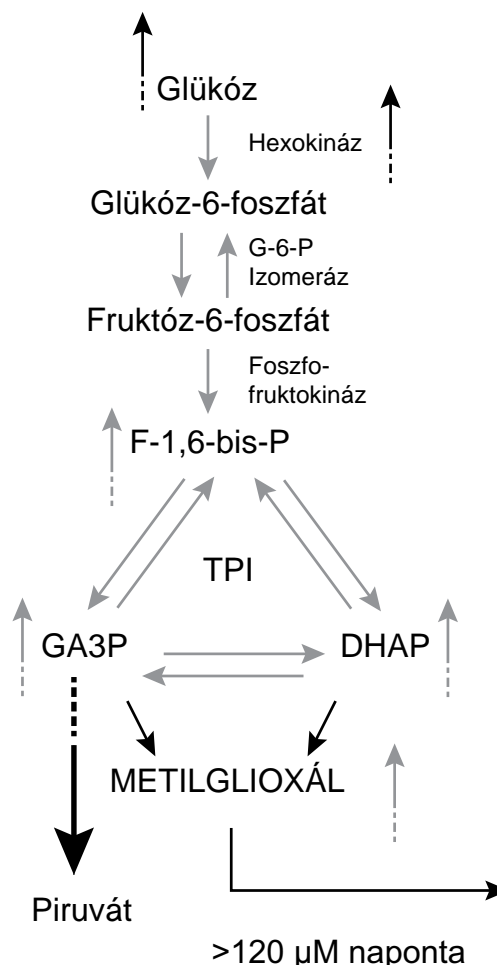 Glükóz
Hexokináz
Glükóz-6-foszfát
G-6-P
Izomeráz
Fruktóz-6-foszfát
Foszfo-
fruktokináz
F-1,6-bis-P
TPI
GA3P
DHAP
METILGLIOXÁL
Piruvát
>120 µM naponta